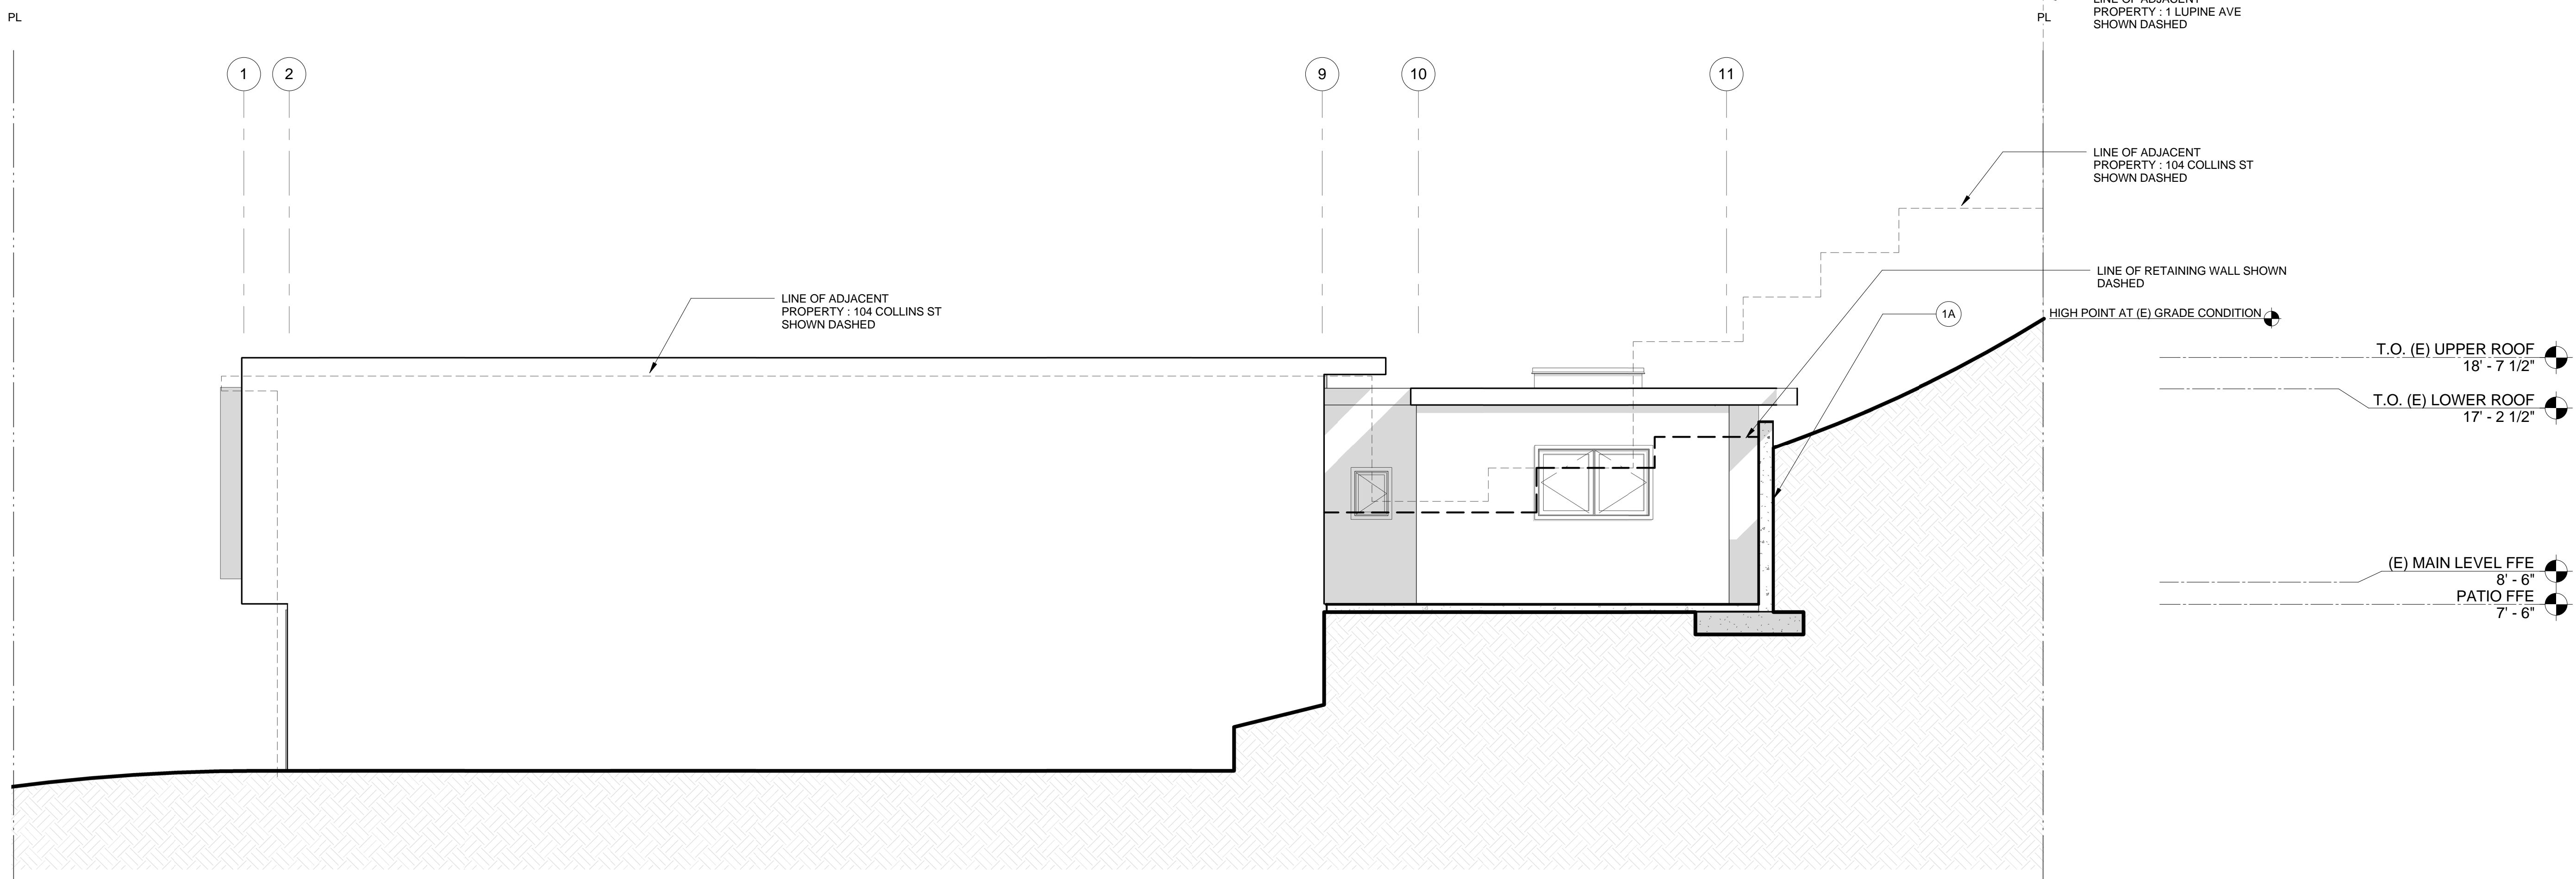 PL
LINE OF ADJACENT
PROPERTY : 1 LUPINE AVE
SHOWN DASHED
PL
1
2
9
10
11
LINE OF ADJACENT
PROPERTY : 104 COLLINS ST
SHOWN DASHED
LINE OF RETAINING WALL SHOWN
DASHED
LINE OF ADJACENT
PROPERTY : 104 COLLINS ST
SHOWN DASHED
1A
HIGH POINT AT (E) GRADE CONDITION
T.O. (E) UPPER ROOF
18' - 7 1/2"
T.O. (E) LOWER ROOF
17' - 2 1/2"
(E) MAIN LEVEL FFE
8' - 6"
PATIO FFE
7' - 6"